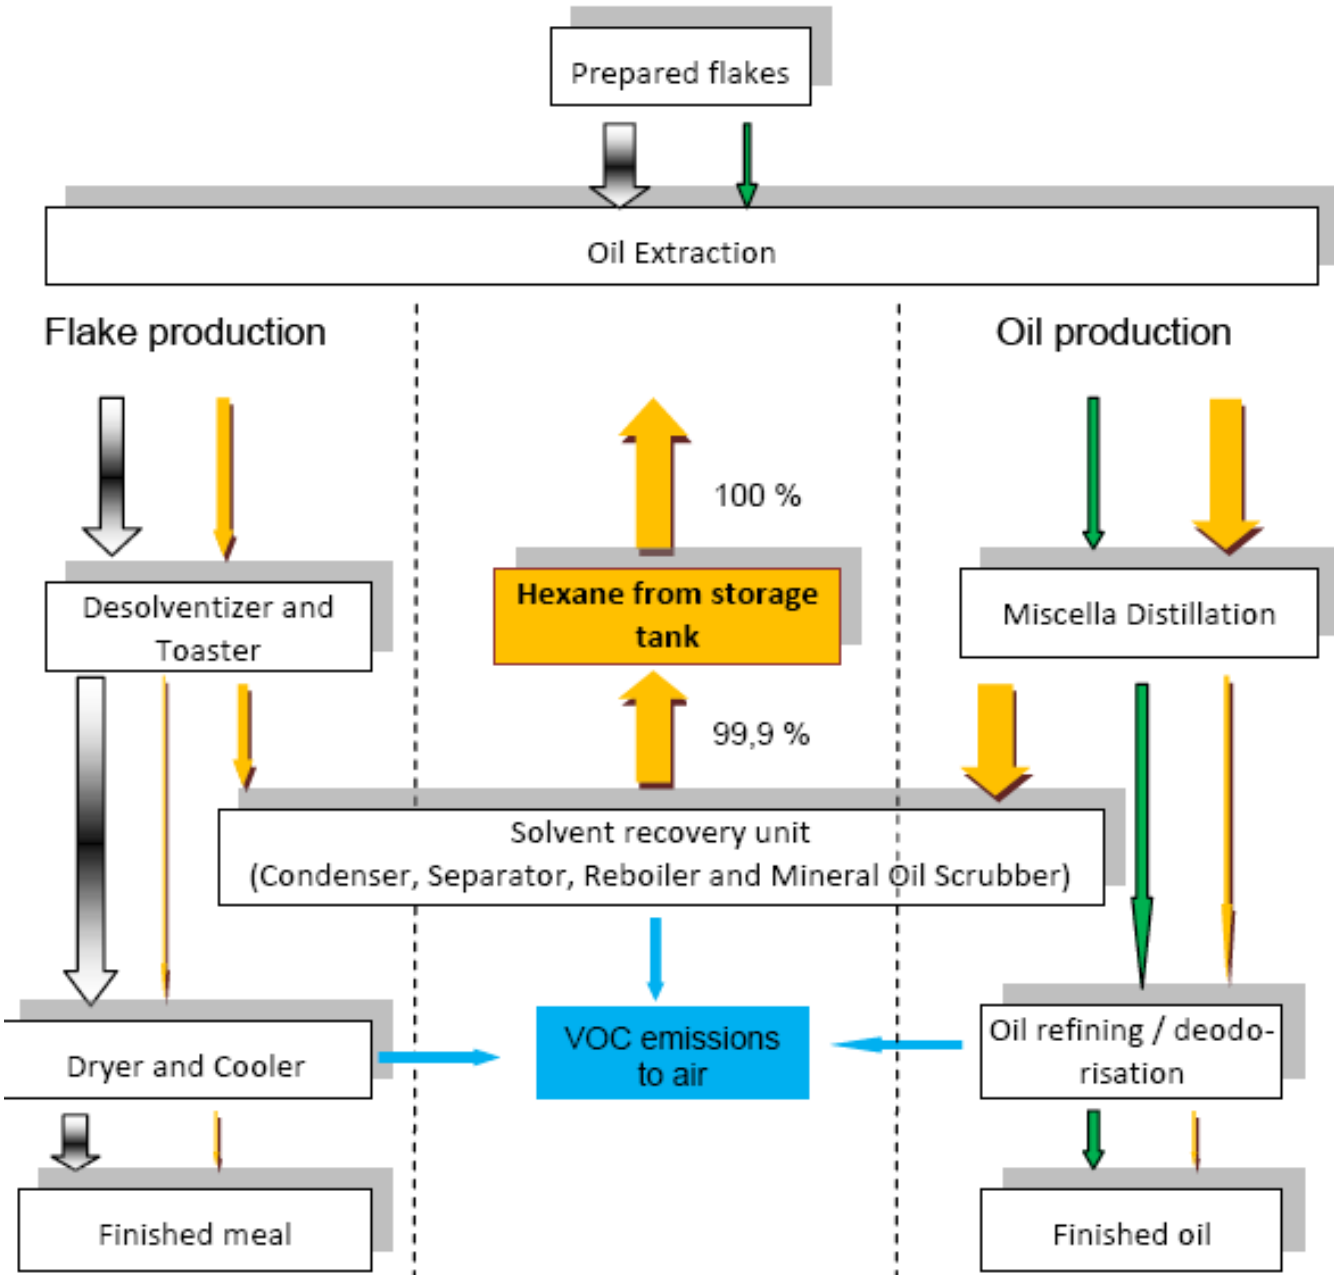 Prepared flakes
Oil Extraction
Flake production
Oil production
100 %
Desolventizer and
Toaster
Hexane from storage
tank
Miscella Distillation
99,9 %
Solvent recovery unit
(Condenser, Separator, Reboiler and Mineral Oil Scrubber)
Dryer and Cooler
VOC emissions
to air
Oil refining / deodo-
risation
Finished meal
Finished oil